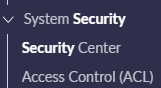 System Security
Security Center
Access Control (ACL)